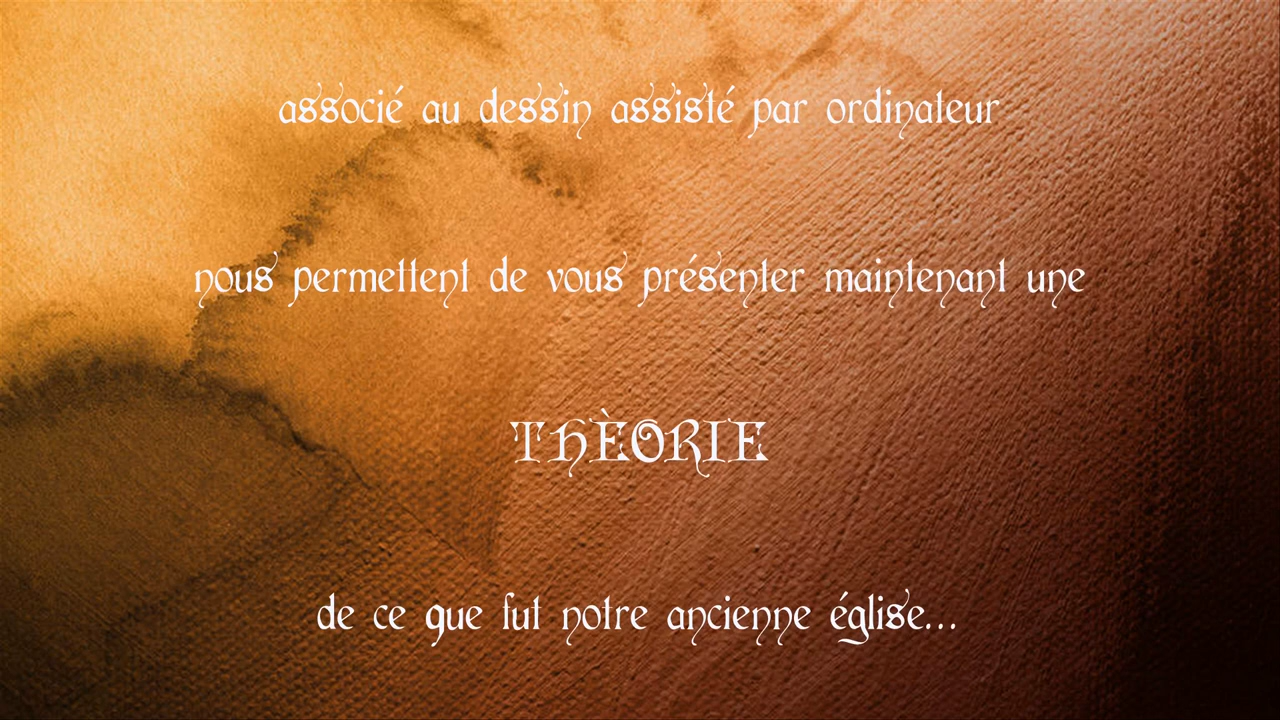 associé au dessin assisté par ordinateur
nous permettent de vous présenter maintenant une
THÈORIE
de ce que fut notre ancienne église...